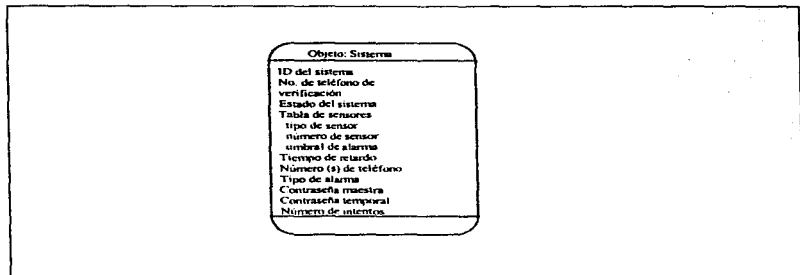 Objeto: Sistema
ID del sistema
No. de teléfono de
verificación
Estado del sistema
Tabla de sensores
tipo de sensor
número de sensor
umbral de alarma
Tiempo de retardo
Número (s) de teléfono
Tipo de alarma
Contraseña maestra
Contraseña temporal
Número de intentos